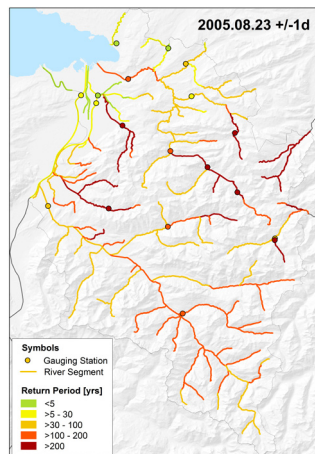 2005.08.23 +/-1d
Symbols
Gauging Station
River Segment
Return Period [yrs]
<5
>5 - 30
>30 - 100
>100 - 200
>200